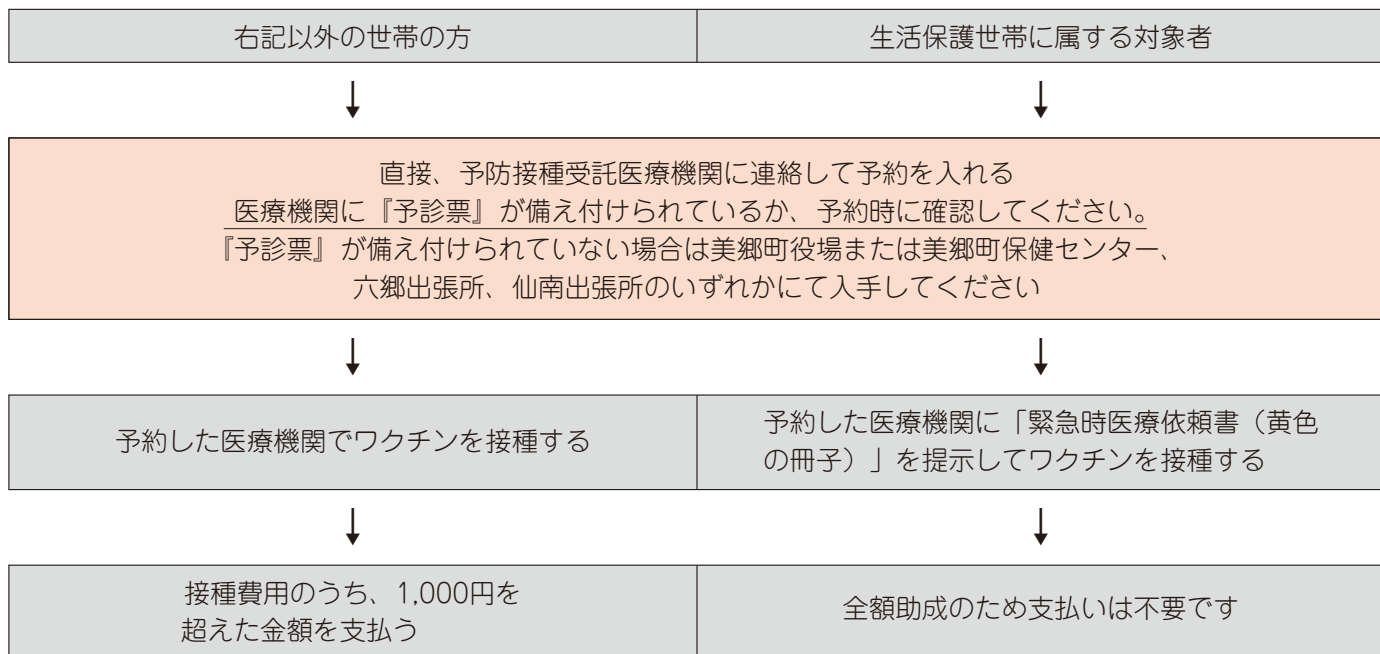 右記以外の世帯の方
生活保護世帯に属する対象者
直接、予防接種受託医療機関に連絡して予約を入れる
医療機関に『予診票』が備え付けられているか、予約時に確認してください。
『予診票』が備え付けられていない場合は美郷町役場または美郷町保健センター、
六郷出張所、仙南出張所のいずれかにて入手してください
予約した医療機関でワクチンを接種する
予約した医療機関に「緊急時医療依頼書（黄色
の冊子）」を提示してワクチンを接種する
接種費用のうち、1,000円を
超えた金額を支払う
全額助成のため支払いは不要です